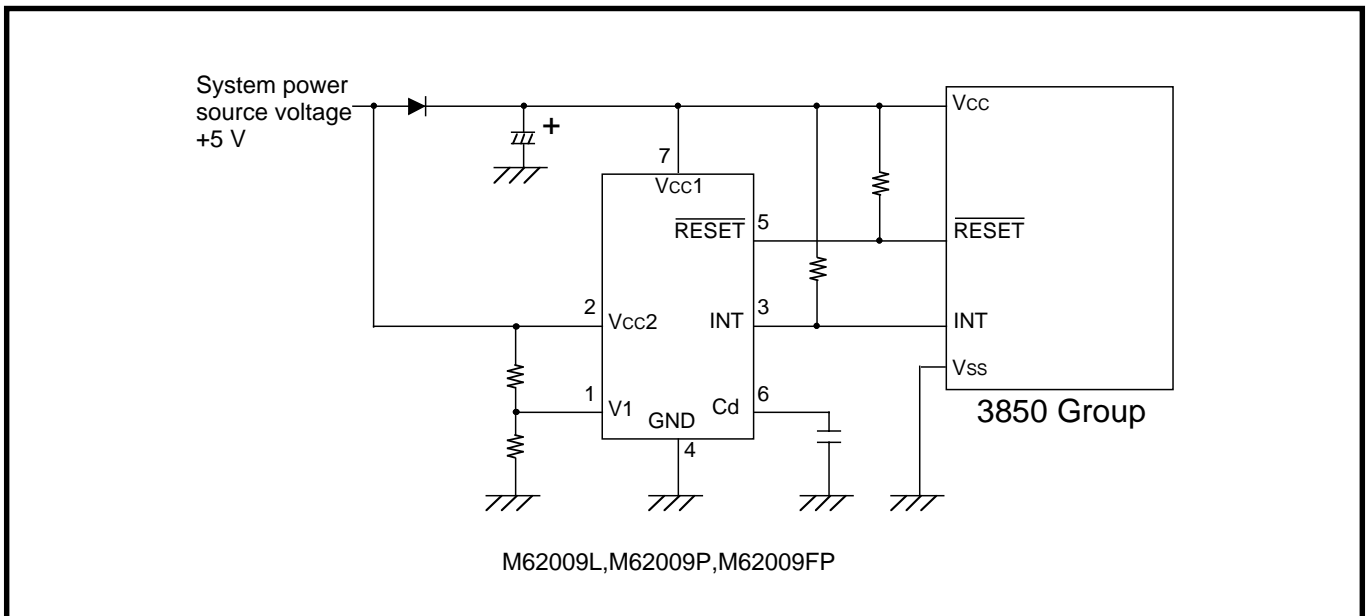 System power
source voltage
+5 V
+
7
VCC1
RESET
5
2
VCC2
INT
3
1
V1
GND
Cd
6
4
VCC
RESET
INT
VSS
3850 Group
M62009L,M62009P,M62009FP